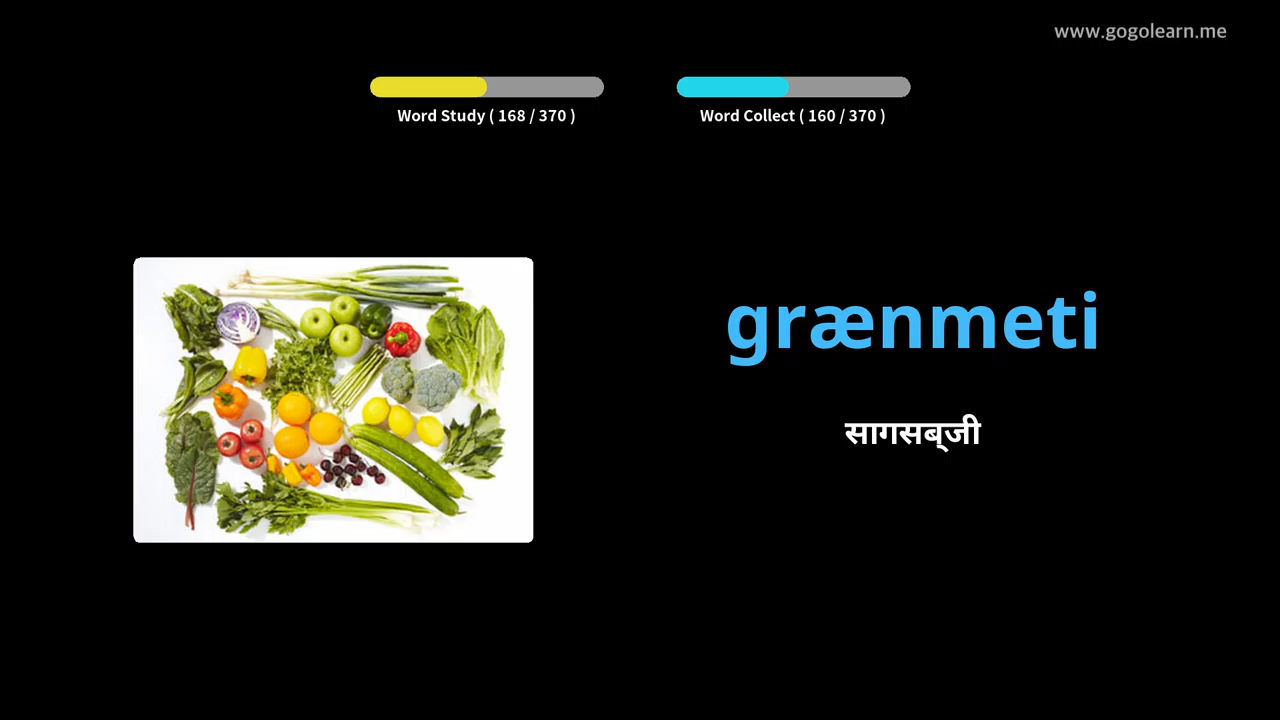 www.gogolearn.me
Word Study ( 168 / 370 )
Word Collect ( 160 / 370 )
grænmeti
सागसब्जी